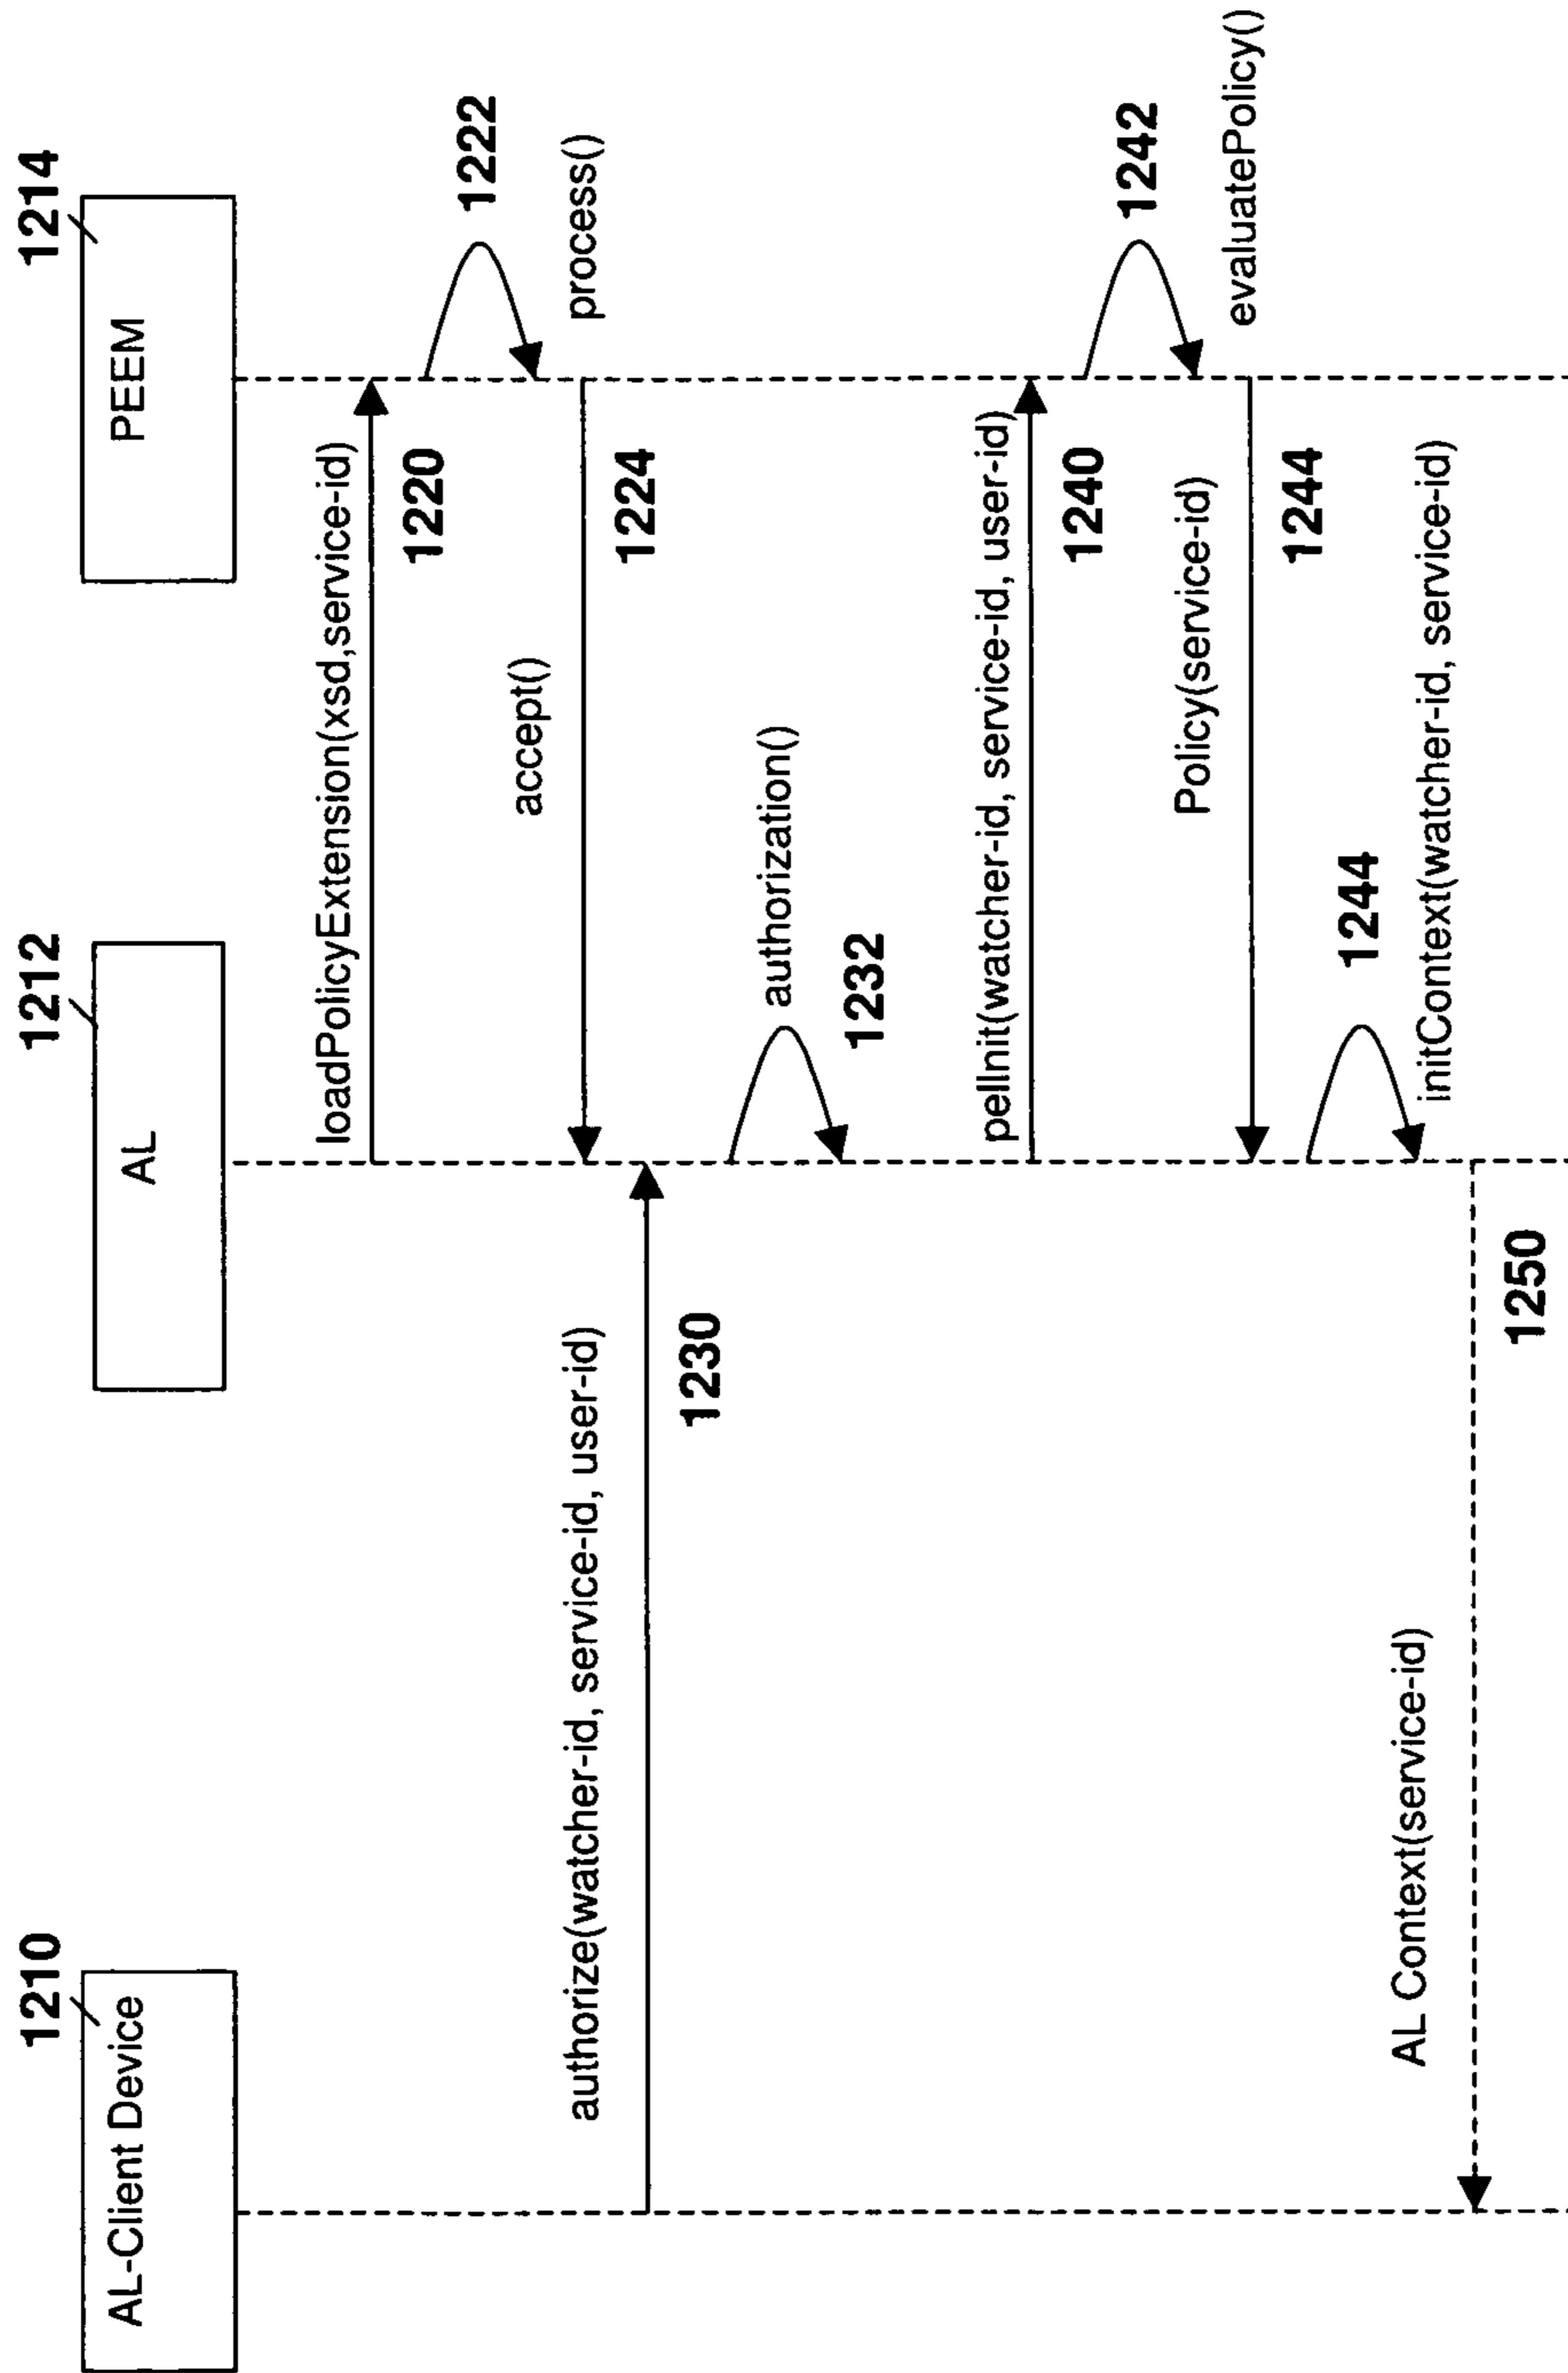 1210
AL-Client Device
1212
AL
1214
PEEM
loadPolicyExtension(xsd,service-id)
1220
1222
process()
accept()
1224
authorize(watcher-id, service-id, user-id)
1230
authorization()
1232
pelInit(watcher-id, service-id, user-id)
1240
1242
evaluatePolicy()
Policy(service-id)
1244
1244
initContext(watcher-id, service-id)
AL Context(service-id)
1250